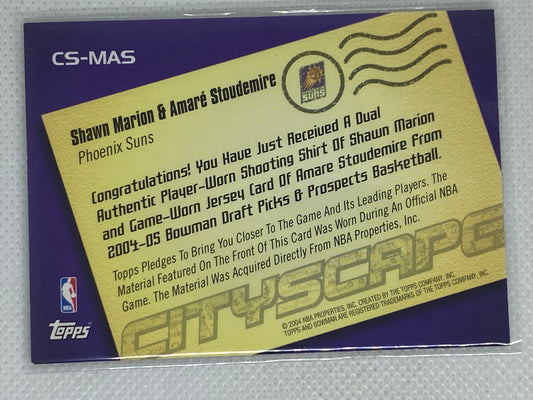 CS-MAS
Shawn Marion & Amaré Stoudemire
Phoenix Suns
SUNS
Congratulations! You Have Just Received A Dual
Authentic Player-Worn Shooting Shirt Of Shawn Marion
and Game-Worn Jersey Card Of Amare Stoudemire From
2004-05 Bowman Draft Picks & Prospects Basketball.
Topps Pledges To Bring You Closer To The Game And Its Leading Players. The
Material Featured On The Front Of This Card Was Worn During An Official NBA
Game. The Material Was Acquired Directly From NBA Properties, Inc.
CITYSCAPE
NBA
Topps
© 2004 NBA PROPERTIES, INC. CREATED BY THE TOPPS COMPANY, INC.
TOPPS AND BOWMAN ARE REGISTERED TRADEMARKS OF THE TOPPS COMPANY, INC.